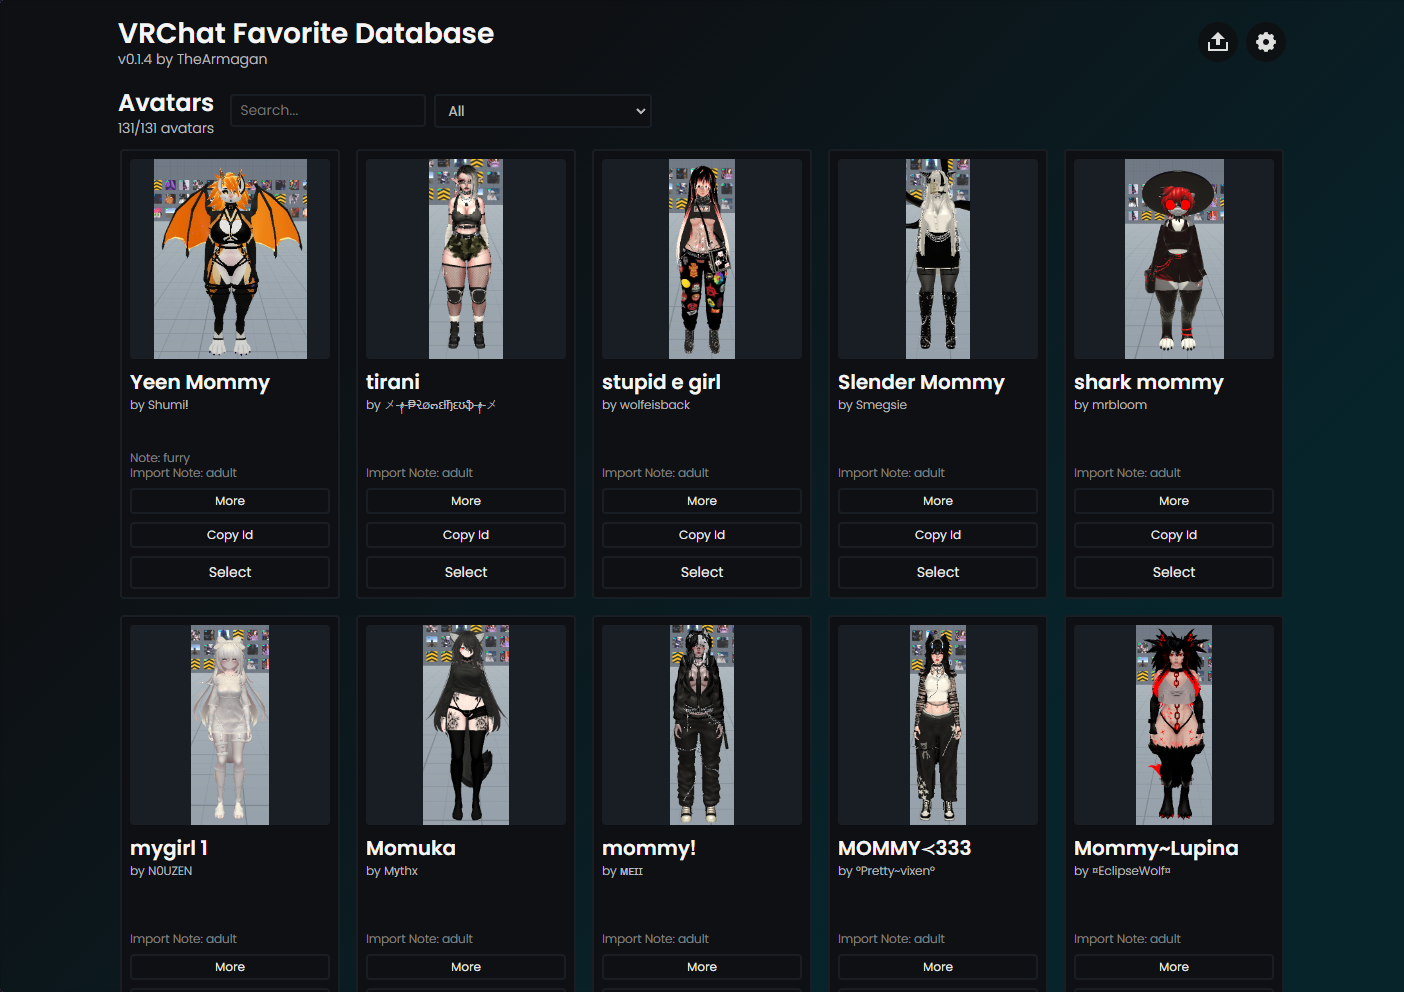 VRChat Favorite Database
v0.1.4 by TheArmagan
Avatars
131/131 avatars
Search...
All
Yeen Mommy
by Shumi!
Note: furry
Import Note: adult
More
Copy Id
Select
tirani
by
Import Note: adult
More
Copy Id
Select
stupid e girl
by wolfeisback
Import Note: adult
More
Copy Id
Select
Slender Mommy
by Smegsie
Import Note: adult
More
Copy Id
Select
shark mommy
by mrbloom
Import Note: adult
More
Copy Id
Select
mygirl 1
by N0UZEN
Import Note: adult
More
Momuka
by Mythx
Import Note: adult
More
mommy!
by ᴍᴇɪɪ
Import Note: adult
More
MOMMY≺333
by °Pretty~vixen°
Import Note: adult
More
Mommy~Lupina
by ¤EclipseWolf¤
Import Note: adult
More